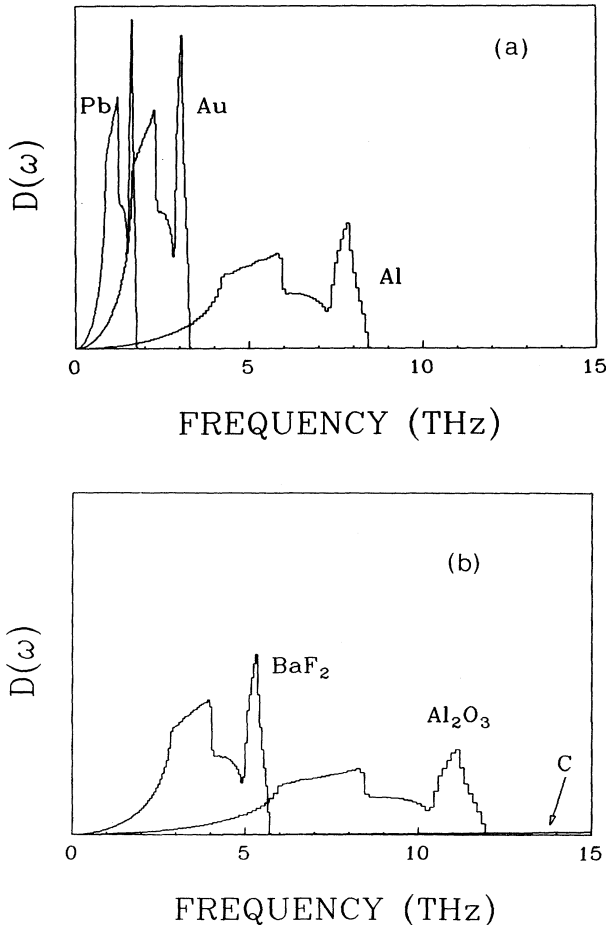 (a)
Pb
Au
Al
D(ω)
0 5 10 15
FREQUENCY (THz)
(b)
BaF₂
Al₂O₃
C
D(ω)
0 5 10 15
FREQUENCY (THz)